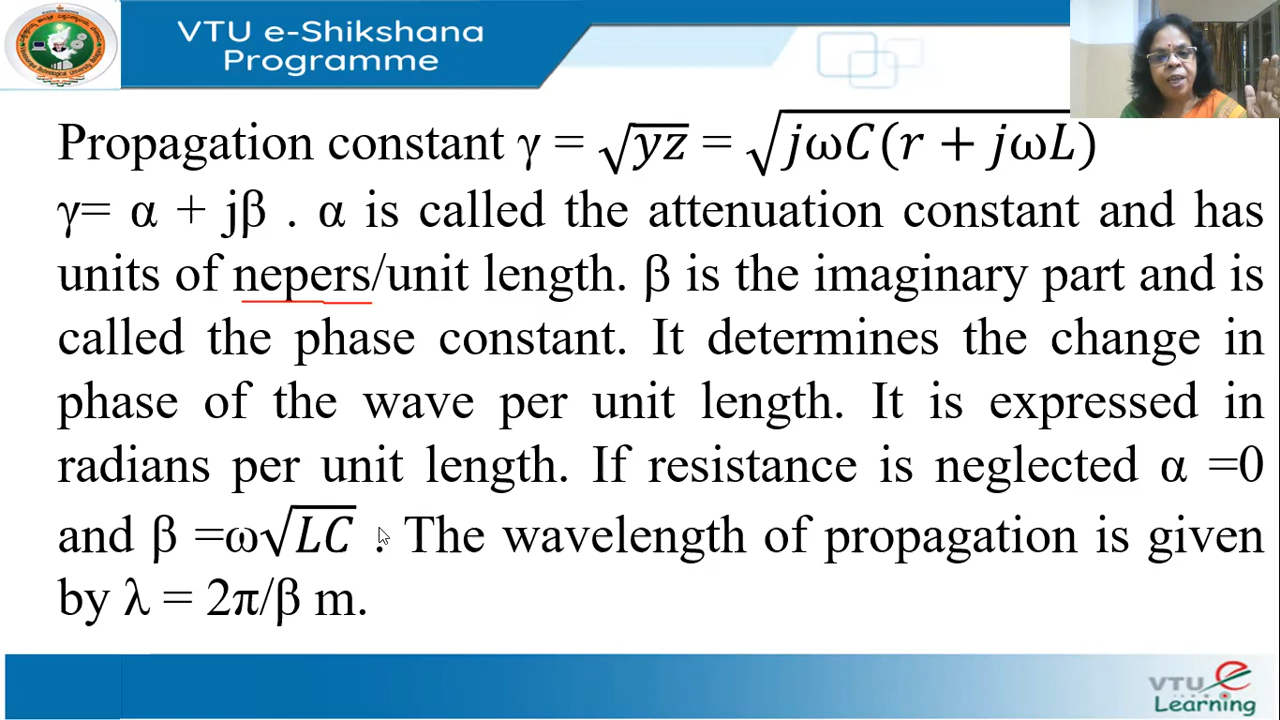 VTU e-Shikshana
Programme
Propagation constant γ = √yz = √jωC(r + jωL)
γ= α + jβ . α is called the attenuation constant and has
units of nepers/unit length. β is the imaginary part and is
called the phase constant. It determines the change in
phase of the wave per unit length. It is expressed in
radians per unit length. If resistance is neglected α =0
and β =ω√LC . The wavelength of propagation is given
by λ = 2π/β m.
VTU e
Learning